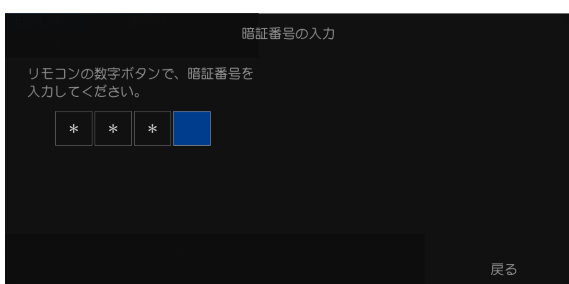 暗証番号の入力
リモコンの数字ボタンで、暗証番号を
入力してください。
* * *
戻る